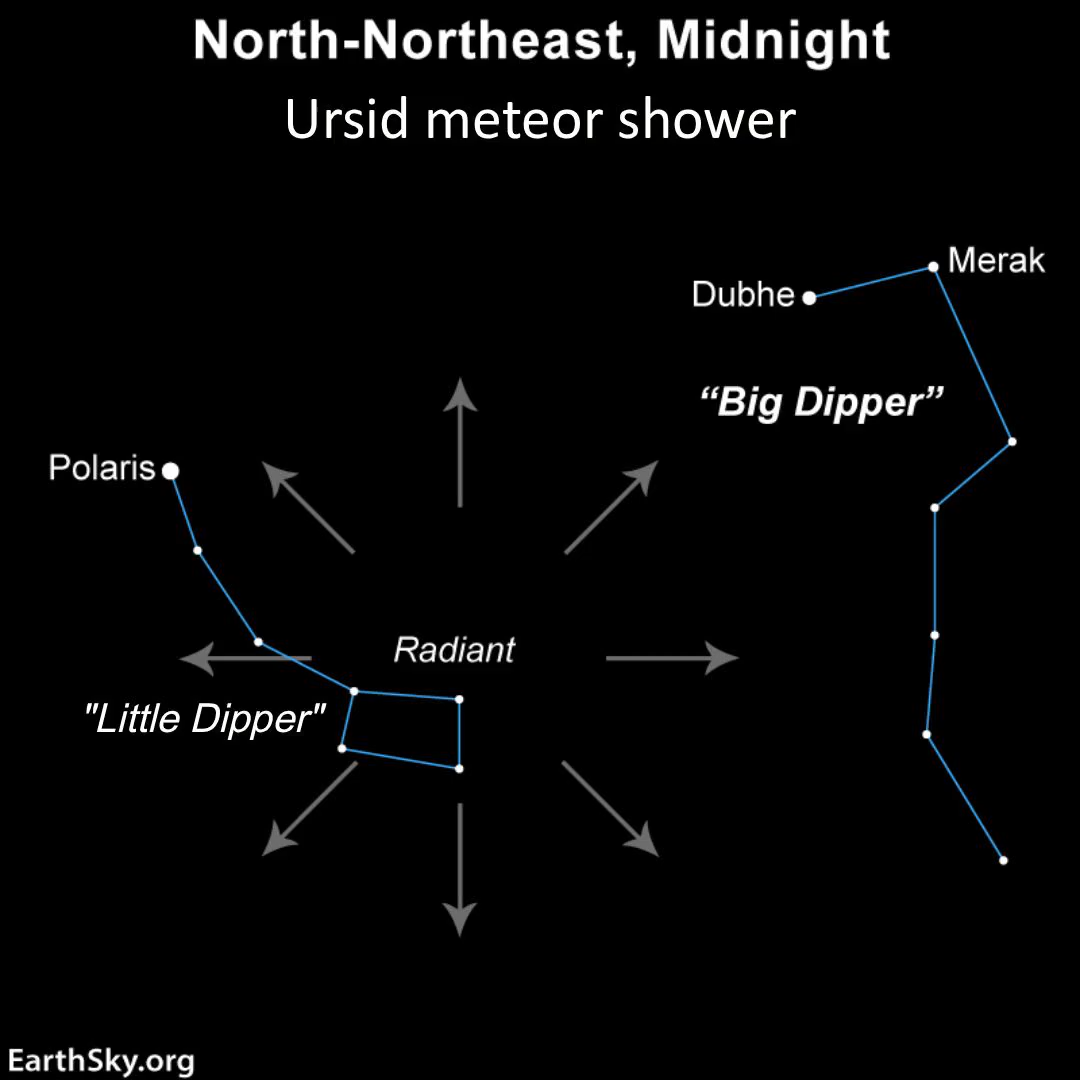 North-Northeast, Midnight
Ursid meteor shower
Merak
Dubhe
“Big Dipper”
Polaris
Radiant
"Little Dipper"
EarthSky.org